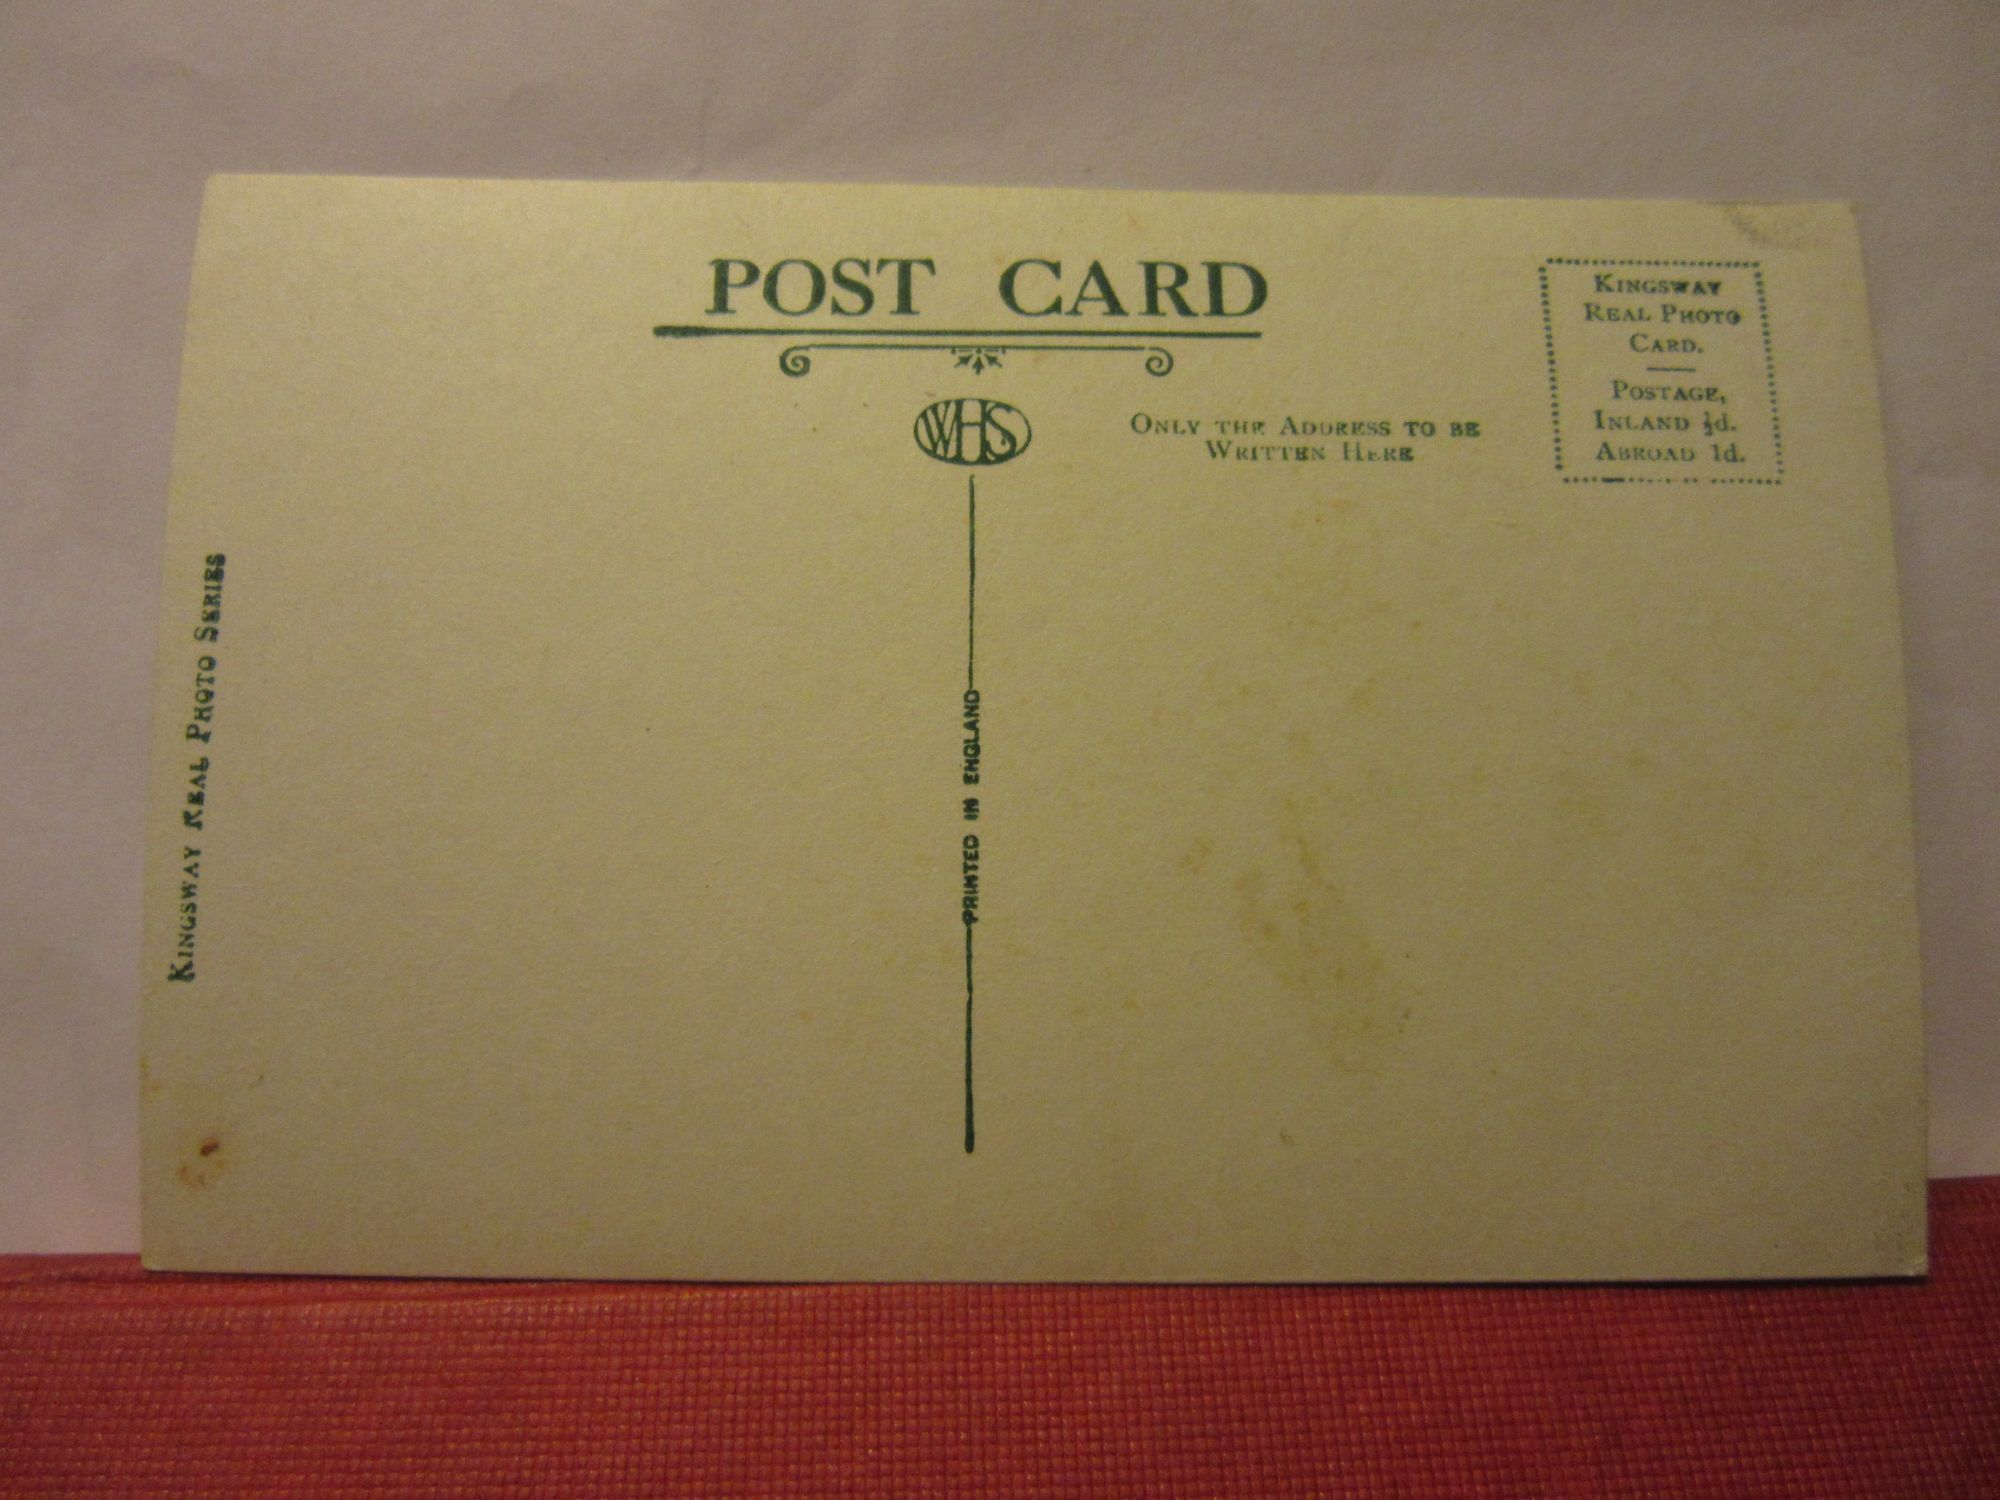 POST CARD
WHS
ONLY THE ADDRESS TO BE
WRITTEN HERE
KINGSWAY
REAL PHOTO
CARD.
POSTAGE,
INLAND ½d.
ABROAD 1d.
KINGSWAY REAL PHOTO SERIES
PRINTED IN ENGLAND